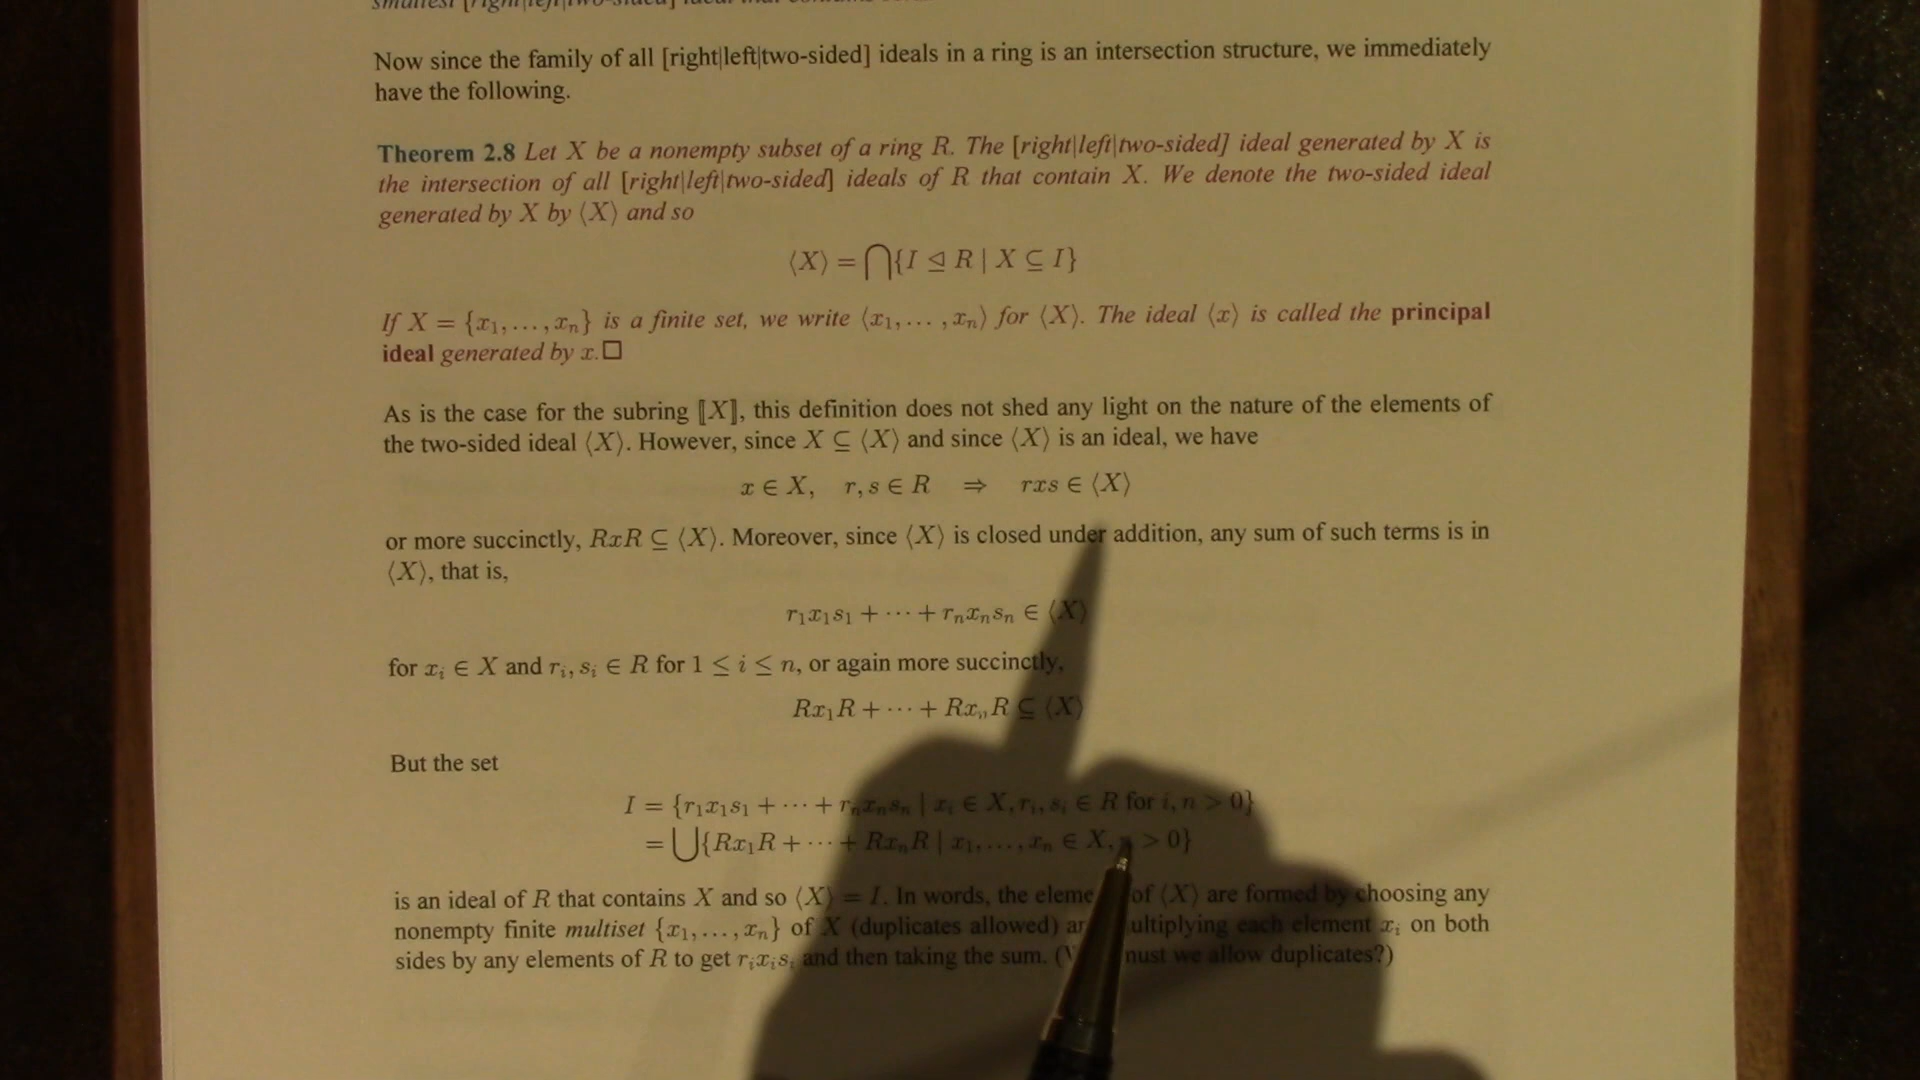 smallest [right|left|two-sided] ideal that contains
Now since the family of all [right|left|two-sided] ideals in a ring is an intersection structure, we immediately
have the following.
Theorem 2.8 Let X be a nonempty subset of a ring R. The [right|left|two-sided] ideal generated by X is
the intersection of all [right|left|two-sided] ideals of R that contain X. We denote the two-sided ideal
generated by X by ⟨X⟩ and so
⟨X⟩ = ⋂{I ⊴ R | X ⊆ I}
If X = {x₁, … , xₙ} is a finite set, we write ⟨x₁, … , xₙ⟩ for ⟨X⟩. The ideal ⟨x⟩ is called the principal
ideal generated by x.□
As is the case for the subring ⟦X⟧, this definition does not shed any light on the nature of the elements of
the two-sided ideal ⟨X⟩. However, since X ⊆ ⟨X⟩ and since ⟨X⟩ is an ideal, we have
x ∈ X, r, s ∈ R ⇒ rxs ∈ ⟨X⟩
or more succinctly, RxR ⊆ ⟨X⟩. Moreover, since ⟨X⟩ is closed under addition, any sum of such terms is in
⟨X⟩, that is,
r₁x₁s₁ + ⋯ + rₙxₙsₙ ∈ ⟨X⟩
for xᵢ ∈ X and rᵢ, sᵢ ∈ R for 1 ≤ i ≤ n, or again more succinctly,
Rx₁R + ⋯ + RxₙR ⊆ ⟨X⟩
But the set
I = {r₁x₁s₁ + ⋯ + rₙxₙsₙ | xᵢ ∈ X, rᵢ, sᵢ ∈ R for i, n > 0}
= ⋃{Rx₁R + ⋯ + RxₙR | x₁, … , xₙ ∈ X, > 0}
is an ideal of R that contains X and so ⟨X⟩ = I. In words, the of ⟨X⟩ are formed by choosing any
nonempty finite multiset {x₁, … , xₙ} of X (duplicates allowed) each element xᵢ on both
sides by any elements of R to get rᵢxᵢsᵢ and then taking the sum. ( must we allow duplicates?)